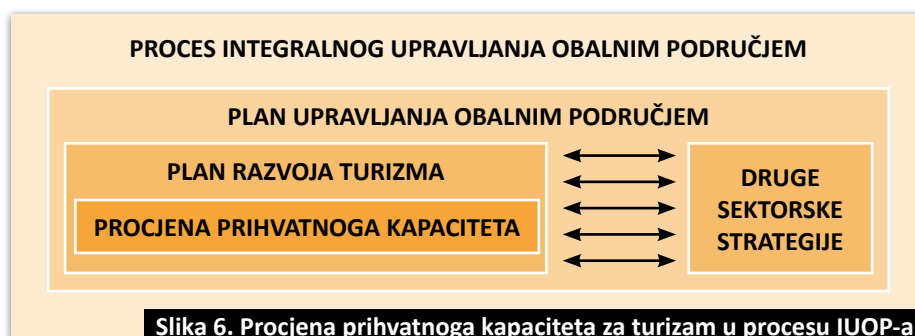 PROCES INTEGRALNOG UPRAVLJANJA OBALNIM PODRUČJEM
PLAN UPRAVLJANJA OBALNIM PODRUČJEM
PLAN RAZVOJA TURIZMA
PROCJENA PRIHVATNOGA KAPACITETA
DRUGE
SEKTORSKE
STRATEGIJE
Slika 6. Procjena prihvatnoga kapaciteta za turizam u procesu IUOP-a